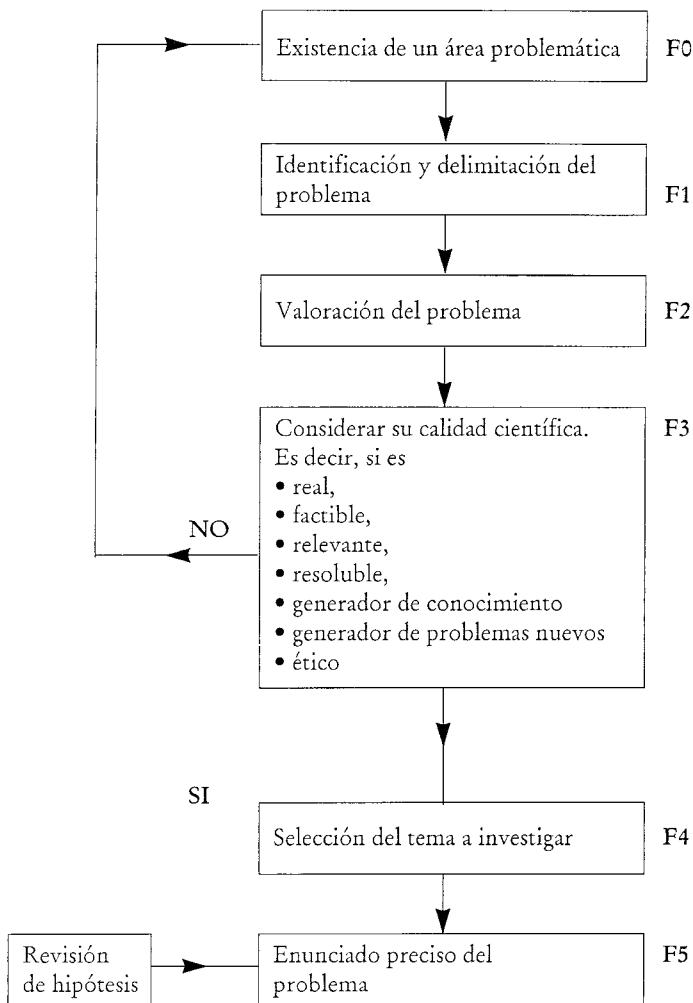 Existencia de un área problemática F0
Identificación y delimitación del
problema F1
Valoración del problema F2
Considerar su calidad científica. F3
Es decir, si es
• real,
• factible,
NO
• relevante,
• resoluble,
• generador de conocimiento
• generador de problemas nuevos
• ético
SI
Selección del tema a investigar F4
Revisión
de hipótesis
Enunciado preciso del F5
problema